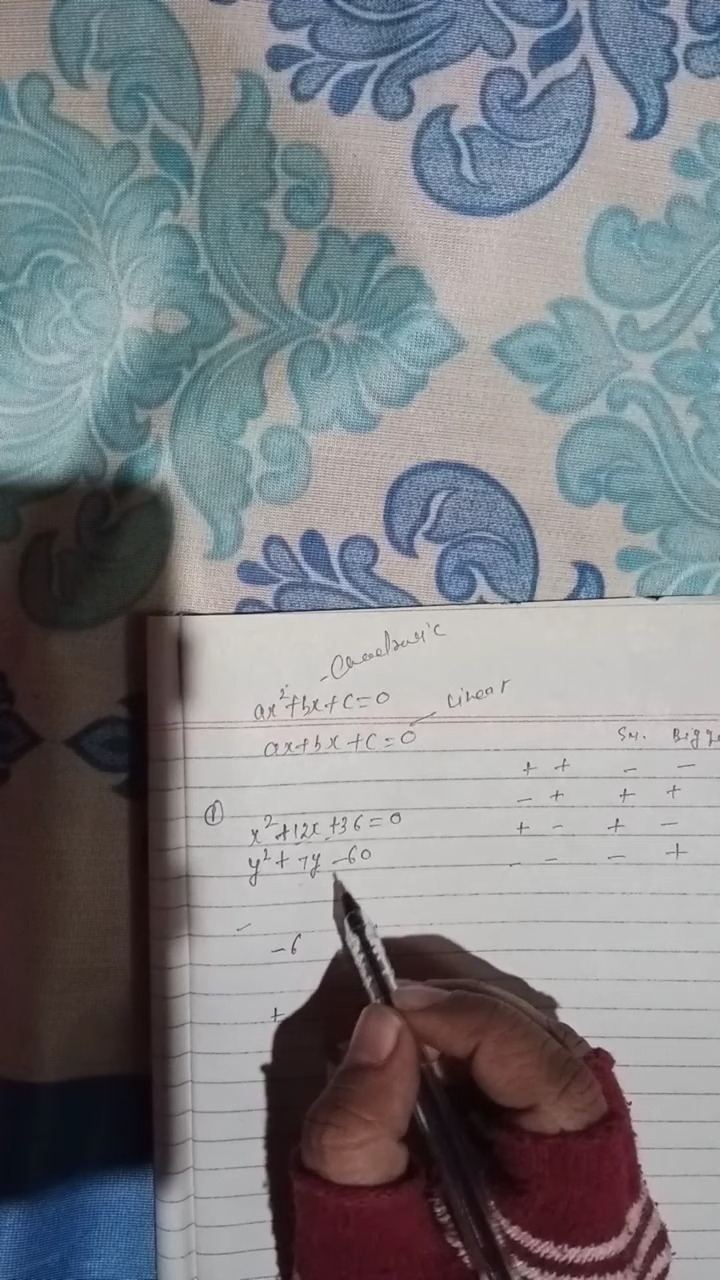 Quadratic
ax²+bx+c=0
Linear
ax+bx+c=0
Sm. Bigge
+ + - -
- + + +
① x²+12x+36=0
+ - + -
y²+7y-60
- - - +
-6
+